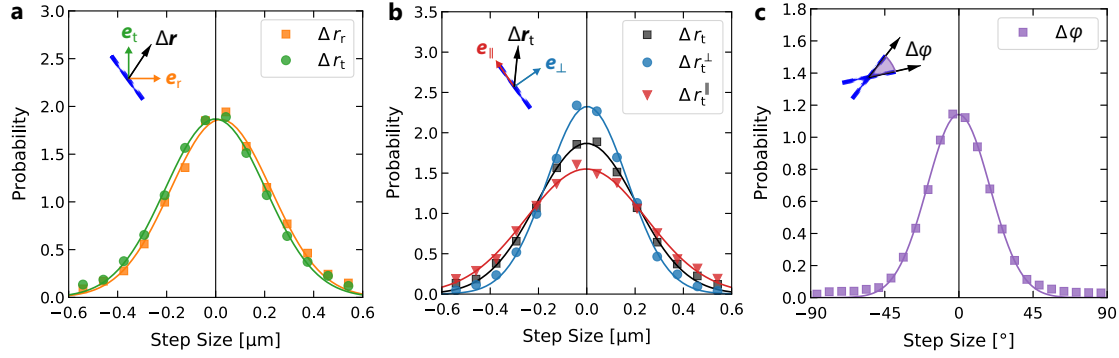 a
3.0
2.5
2.0
1.5
1.0
0.5
0.0
Probability
e_t
Δr
e_r
Δ r_r
Δ r_t
−0.6 −0.4 −0.2 0.0 0.2 0.4 0.6
Step Size [μm]
b
3.5
3.0
2.5
2.0
1.5
1.0
0.5
0.0
Probability
e_∥
Δr_t
e_⊥
Δ r_t
Δ r_t^⊥
Δ r_t^∥
−0.6 −0.4 −0.2 0.0 0.2 0.4 0.6
Step Size [μm]
c
1.8
1.6
1.4
1.2
1.0
0.8
0.6
0.4
0.2
0.0
Probability
Δφ
Δφ
−90 −45 0 45 90
Step Size [°]